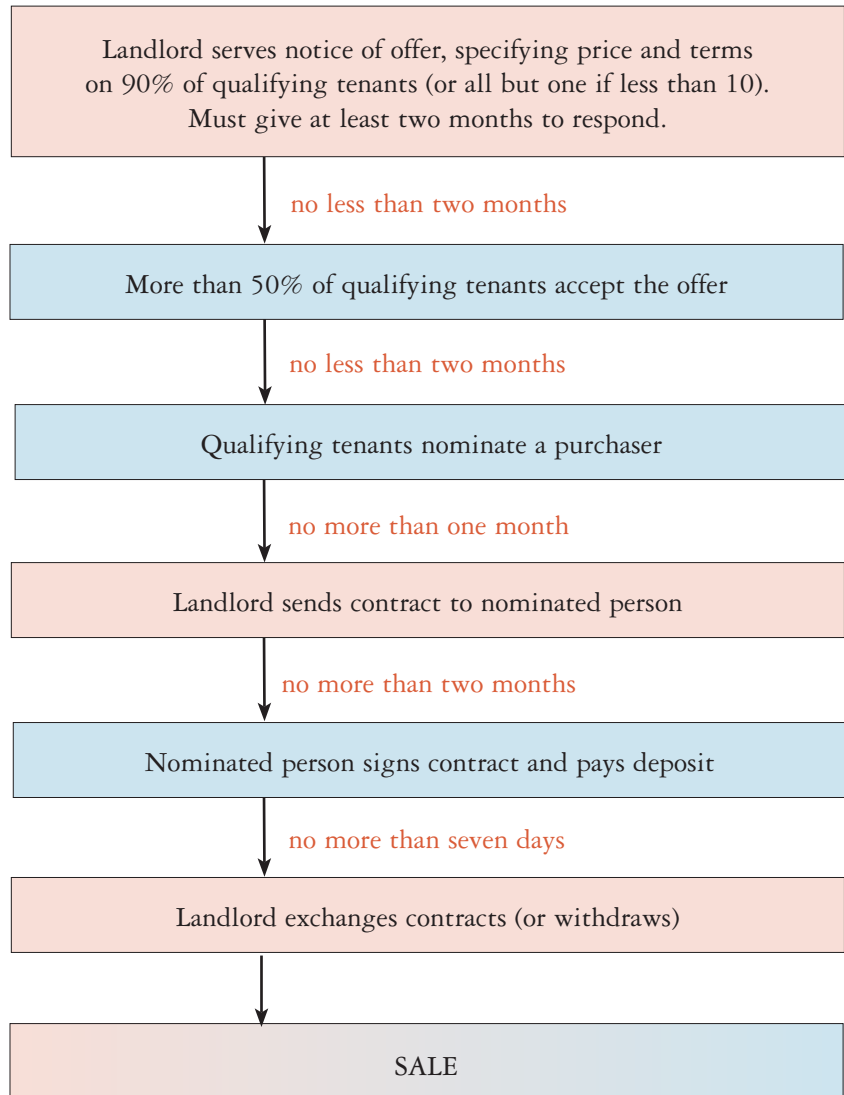 Landlord serves notice of offer, specifying price and terms
on 90% of qualifying tenants (or all but one if less than 10).
Must give at least two months to respond.
no less than two months
More than 50% of qualifying tenants accept the offer
no less than two months
Qualifying tenants nominate a purchaser
no more than one month
Landlord sends contract to nominated person
no more than two months
Nominated person signs contract and pays deposit
no more than seven days
Landlord exchanges contracts (or withdraws)
SALE